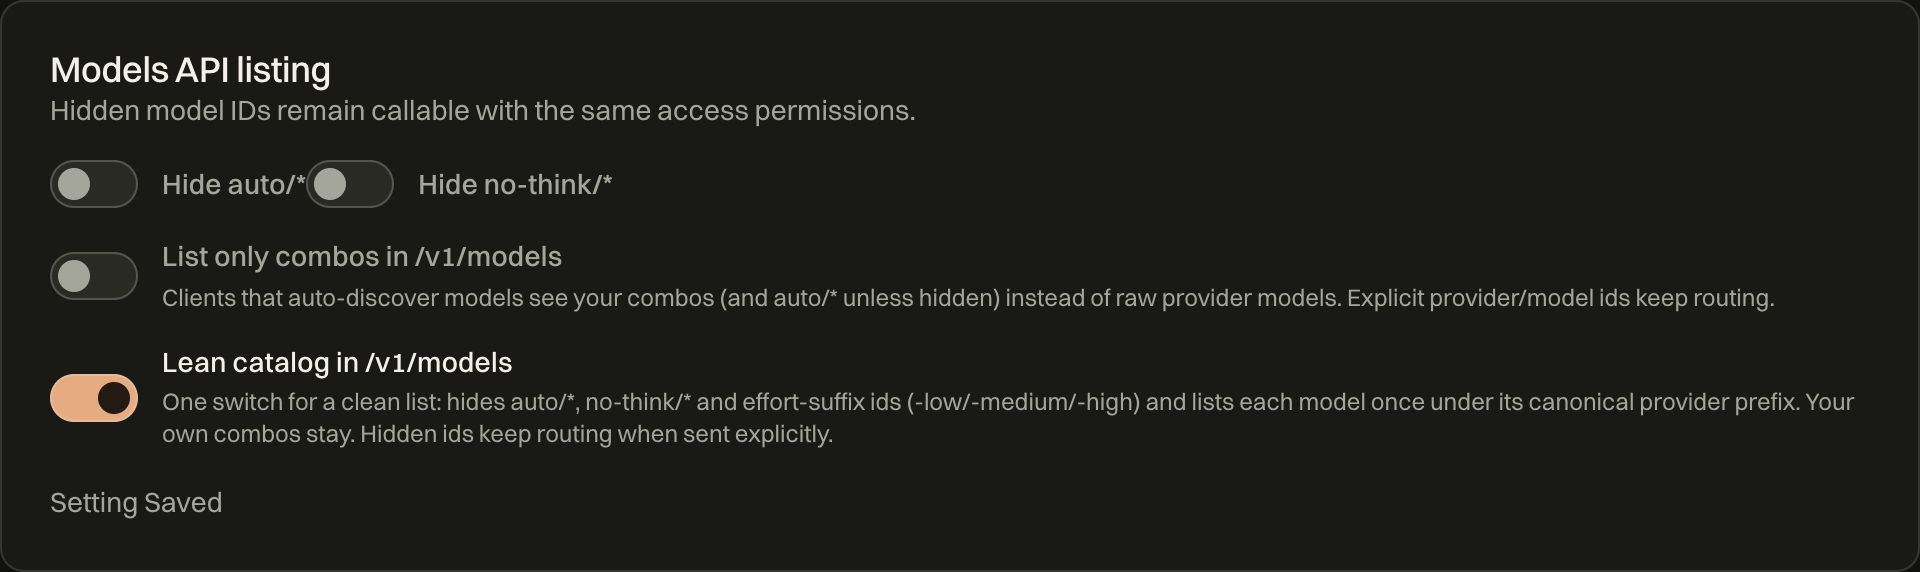 Models API listing
Hidden model IDs remain callable with the same access permissions.
Hide auto/* Hide no-think/*
List only combos in /v1/models
Clients that auto-discover models see your combos (and auto/* unless hidden) instead of raw provider models. Explicit provider/model ids keep routing.
Lean catalog in /v1/models
One switch for a clean list: hides auto/*, no-think/* and effort-suffix ids (-low/-medium/-high) and lists each model once under its canonical provider prefix. Your
own combos stay. Hidden ids keep routing when sent explicitly.
Setting Saved